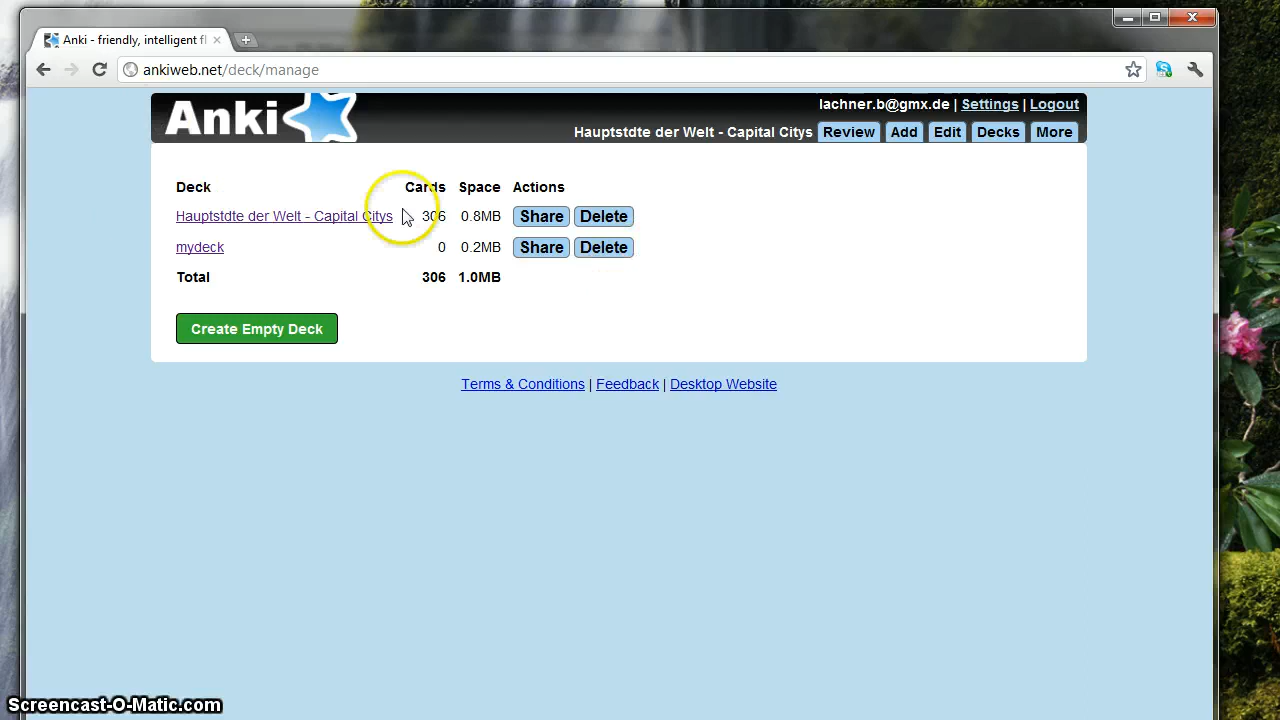 Anki - friendly, intelligent fl
ankiweb.net/deck/manage
Anki
lachner.b@gmx.de | Settings | Logout
Hauptstdte der Welt - Capital Citys Review Add Edit Decks More
Deck Cards Space Actions
Hauptstdte der Welt - Capital Citys 306 0.8MB Share Delete
mydeck 0 0.2MB Share Delete
Total 306 1.0MB
Create Empty Deck
Terms & Conditions | Feedback | Desktop Website
Screencast-O-Matic.com